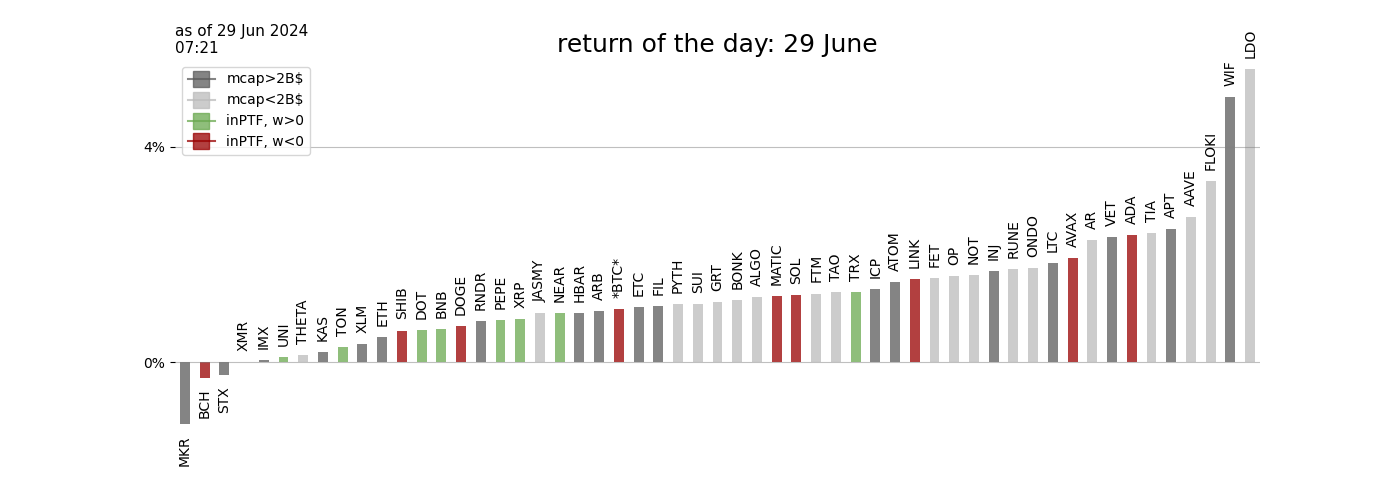 as of 29 Jun 2024
07:21
return of the day: 29 June
mcap>2B$
mcap<2B$
inPTF, w>0
inPTF, w<0
4%
0%
MKR
BCH
STX
XMR
IMX
UNI
THETA
KAS
TON
XLM
ETH
SHIB
DOT
BNB
DOGE
RNDR
PEPE
XRP
JASMY
NEAR
HBAR
ARB
*BTC*
ETC
FIL
PYTH
SUI
GRT
BONK
ALGO
MATIC
SOL
FTM
TAO
TRX
ICP
ATOM
LINK
FET
OP
NOT
INJ
RUNE
ONDO
LTC
AVAX
AR
VET
ADA
TIA
APT
AAVE
FLOKI
WIF
LDO